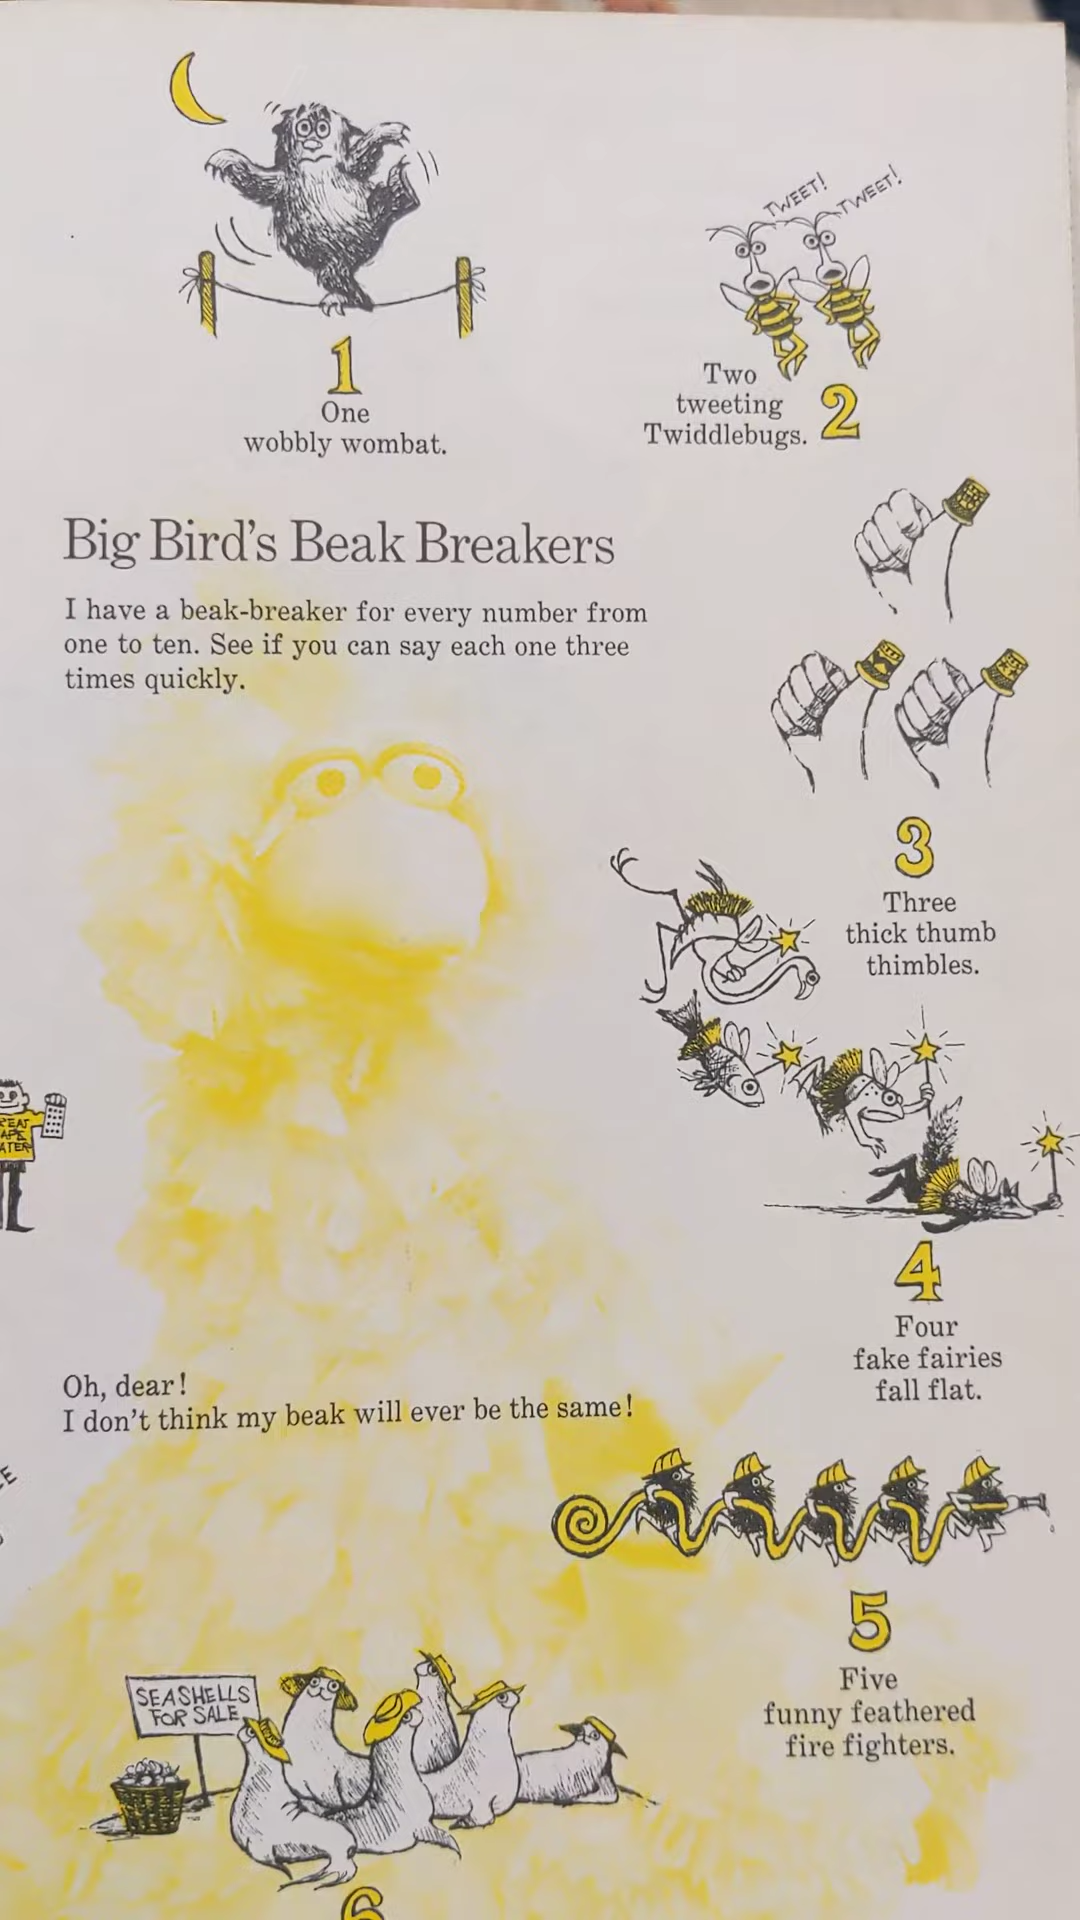 TWEET!
TWEET!
1
One
wobbly wombat.
Two
tweeting
Twiddlebugs.
2
Big Bird's Beak Breakers
I have a beak-breaker for every number from
one to ten. See if you can say each one three
times quickly.
3
Three
thick thumb
thimbles.
4
Four
fake fairies
fall flat.
Oh, dear!
I don't think my beak will ever be the same!
5
Five
funny feathered
fire fighters.
SEASHELLS
FOR SALE
6